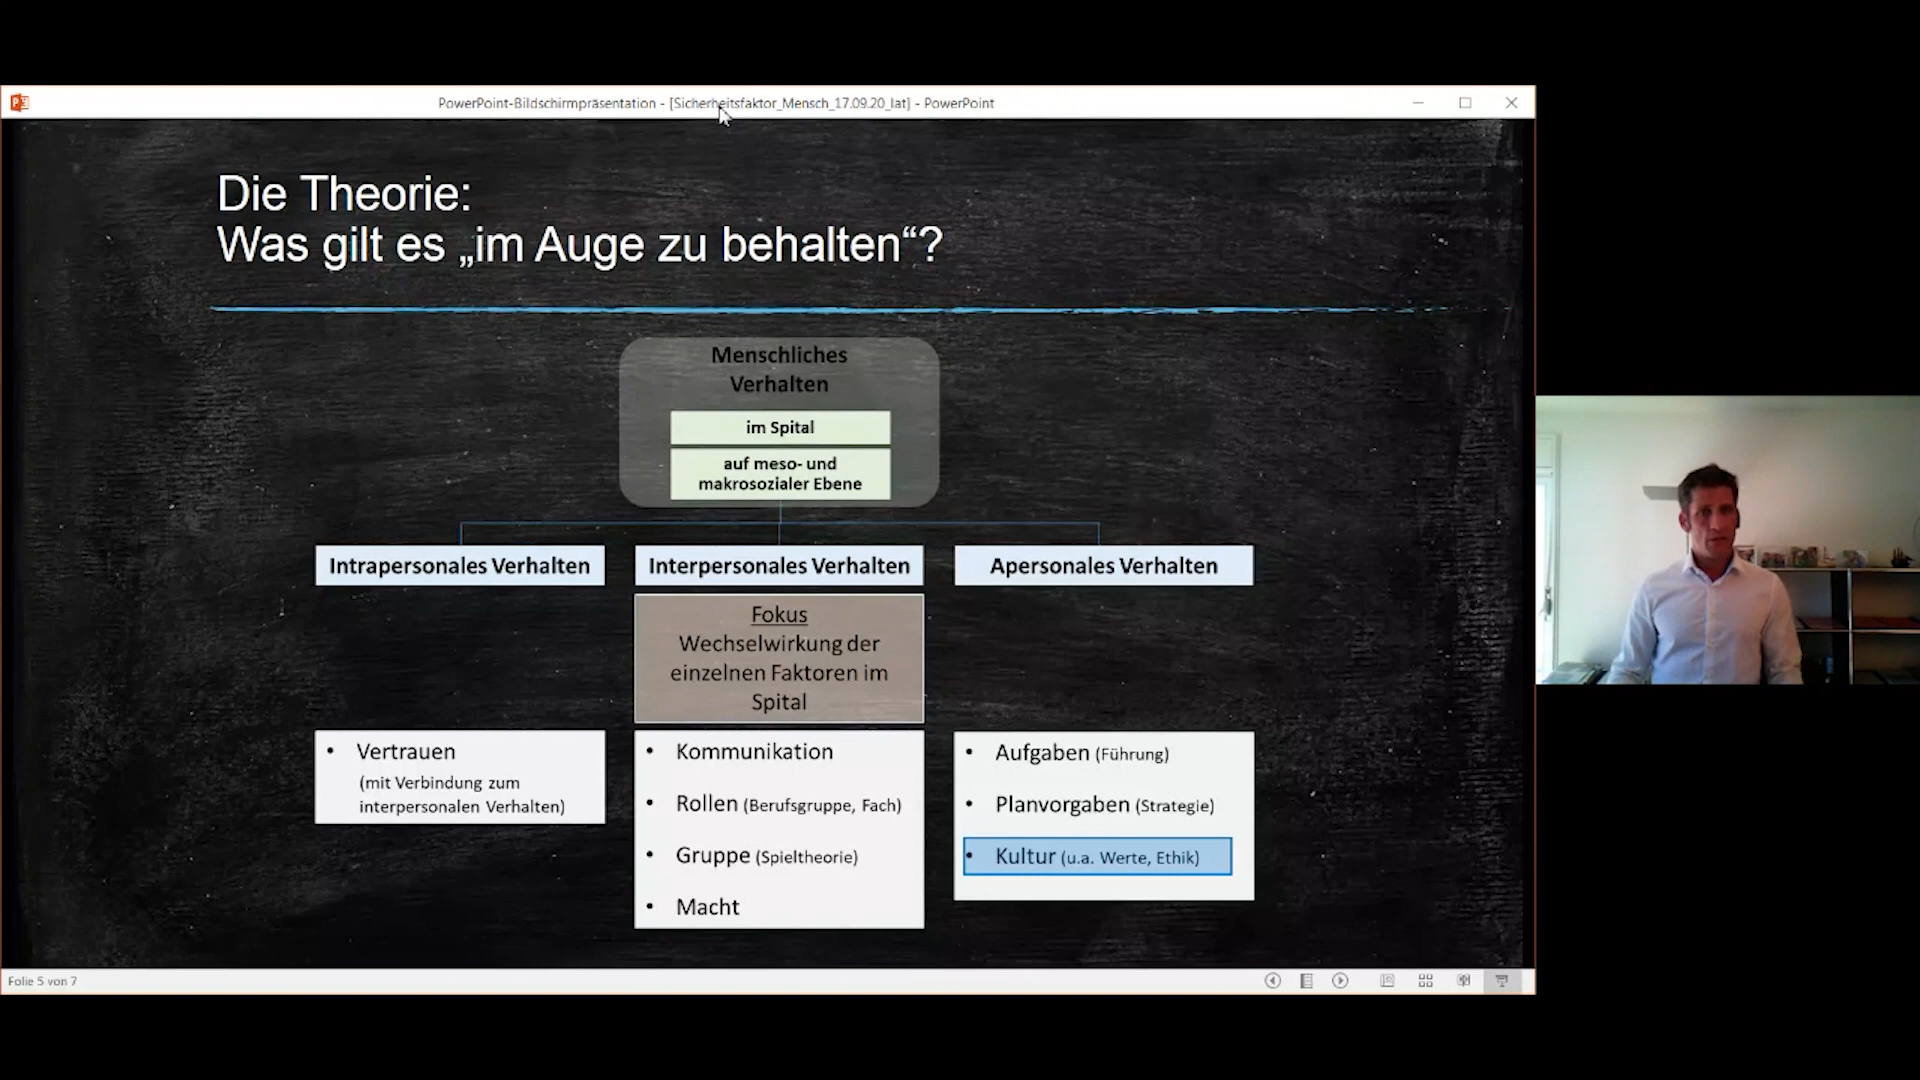 PowerPoint-Bildschirmpräsentation - [Sicherheitsfaktor_Mensch_17.09.20_lat] - PowerPoint
Die Theorie:
Was gilt es „im Auge zu behalten“?
Menschliches
Verhalten
im Spital
auf meso- und
makrosozialer Ebene
Intrapersonales Verhalten
Interpersonales Verhalten
Apersonales Verhalten
Fokus
Wechselwirkung der
einzelnen Faktoren im
Spital
• Vertrauen
(mit Verbindung zum
interpersonalen Verhalten)
• Kommunikation
• Rollen (Berufsgruppe, Fach)
• Gruppe (Spieltheorie)
• Macht
• Aufgaben (Führung)
• Planvorgaben (Strategie)
• Kultur (u.a. Werte, Ethik)
Folie 5 von 7